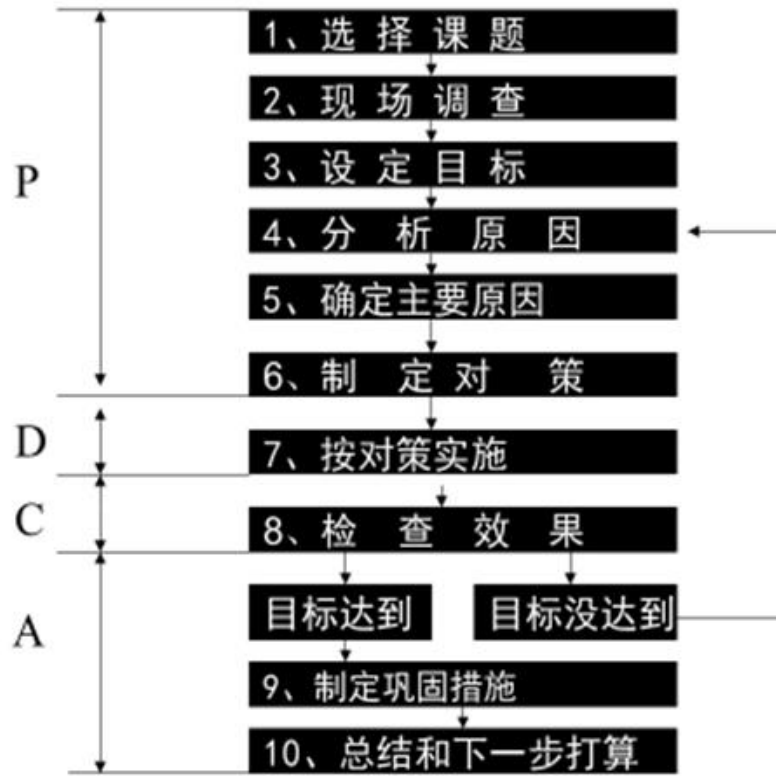 1、选择课题
2、现场调查
3、设定目标
P
4、分析原因
5、确定主要原因
6、制定对策
D
7、按对策实施
C
8、检查效果
A
目标达到 目标没达到
9、制定巩固措施
10、总结和下一步打算